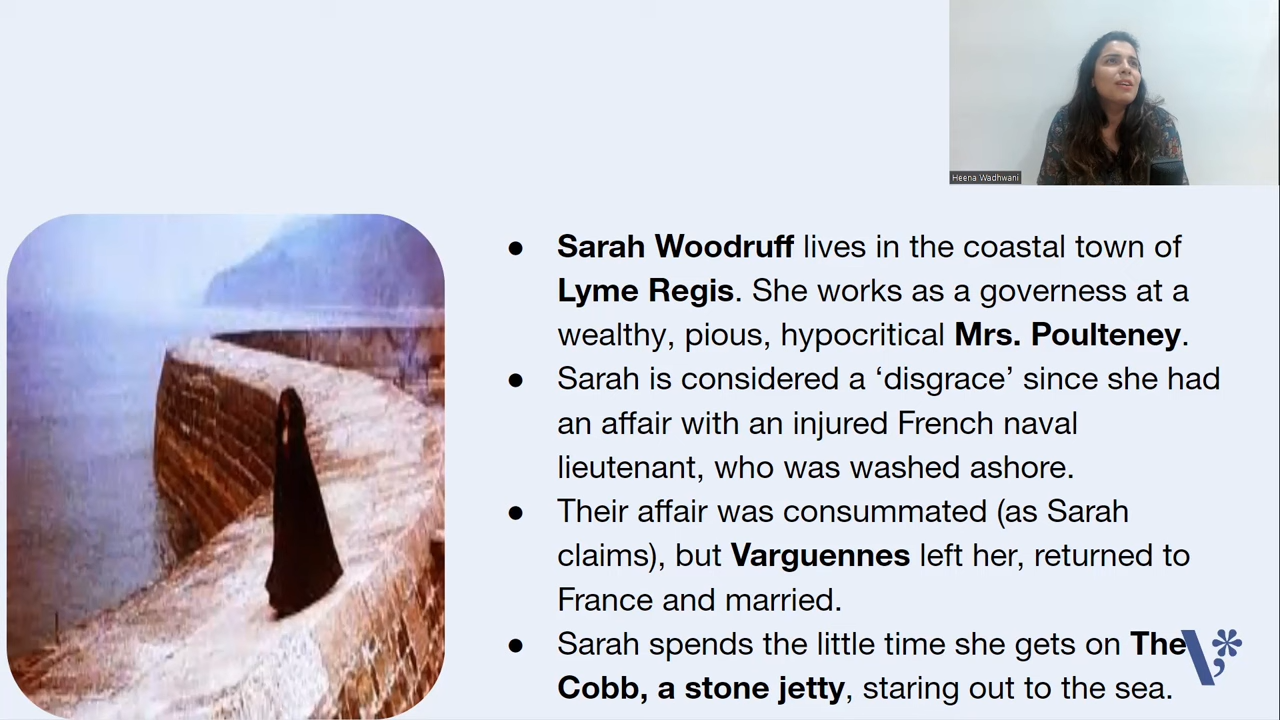 Heena Wadhwani
● Sarah Woodruff lives in the coastal town of
Lyme Regis. She works as a governess at a
wealthy, pious, hypocritical Mrs. Poulteney.
● Sarah is considered a ‘disgrace’ since she had
an affair with an injured French naval
lieutenant, who was washed ashore.
● Their affair was consummated (as Sarah
claims), but Varguennes left her, returned to
France and married.
● Sarah spends the little time she gets on The
Cobb, a stone jetty, staring out to the sea.